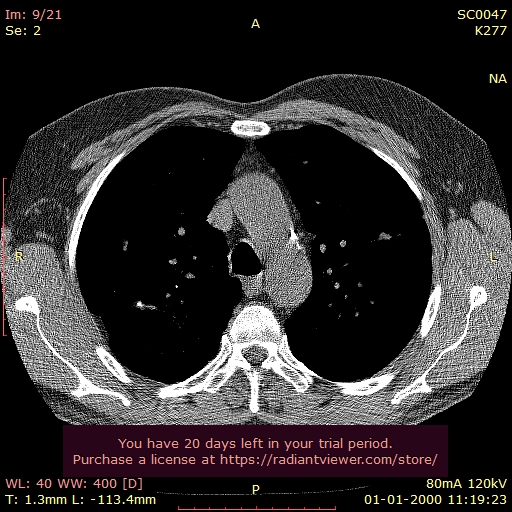 Im: 9/21
Se: 2
A
SC0047
K277
NA
R
L
You have 20 days left in your trial period.
Purchase a license at https://radiantviewer.com/store/
WL: 40 WW: 400 [D]
T: 1.3mm L: -113.4mm
P
80mA 120kV
01-01-2000 11:19:23